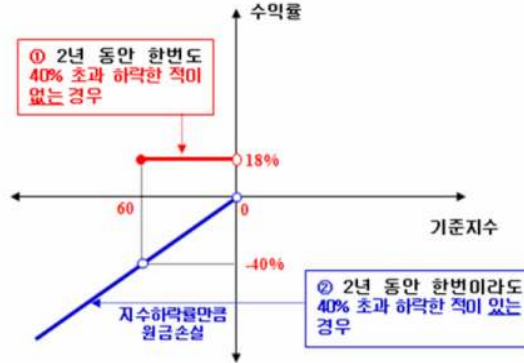 수익률
① 2년 동안 한번도
40% 초과 하락한 적이
없는 경우
18%
60
0
기준지수
-40%
② 2년 동안 한번이라도
40% 초과 하락한 적이 있는
경우
지수하락률만큼
원금손실